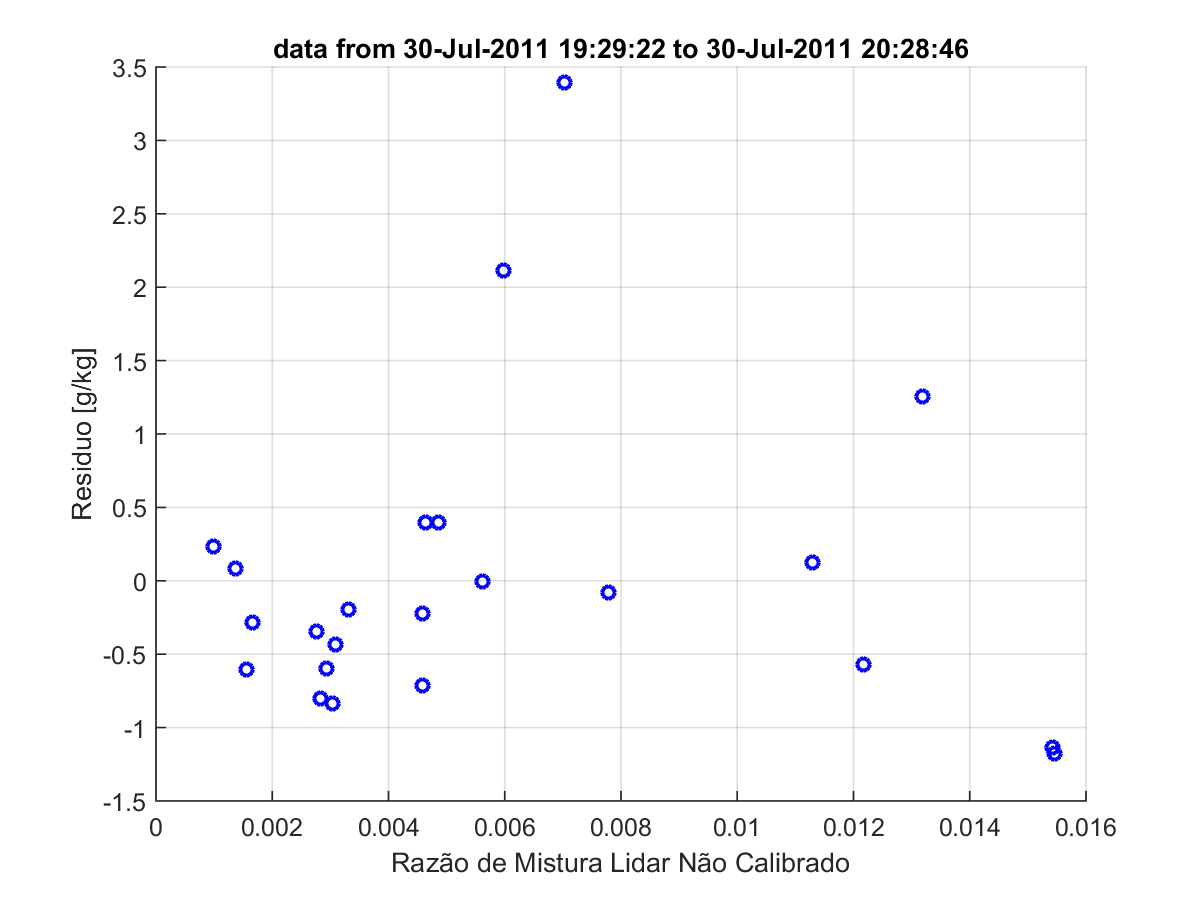 data from 30-Jul-2011 19:29:22 to 30-Jul-2011 20:28:46
3.5
3
2.5
2
1.5
1
0.5
0
-0.5
-1
-1.5
Residuo [g/kg]
0 0.002 0.004 0.006 0.008 0.01 0.012 0.014 0.016
Razão de Mistura Lidar Não Calibrado